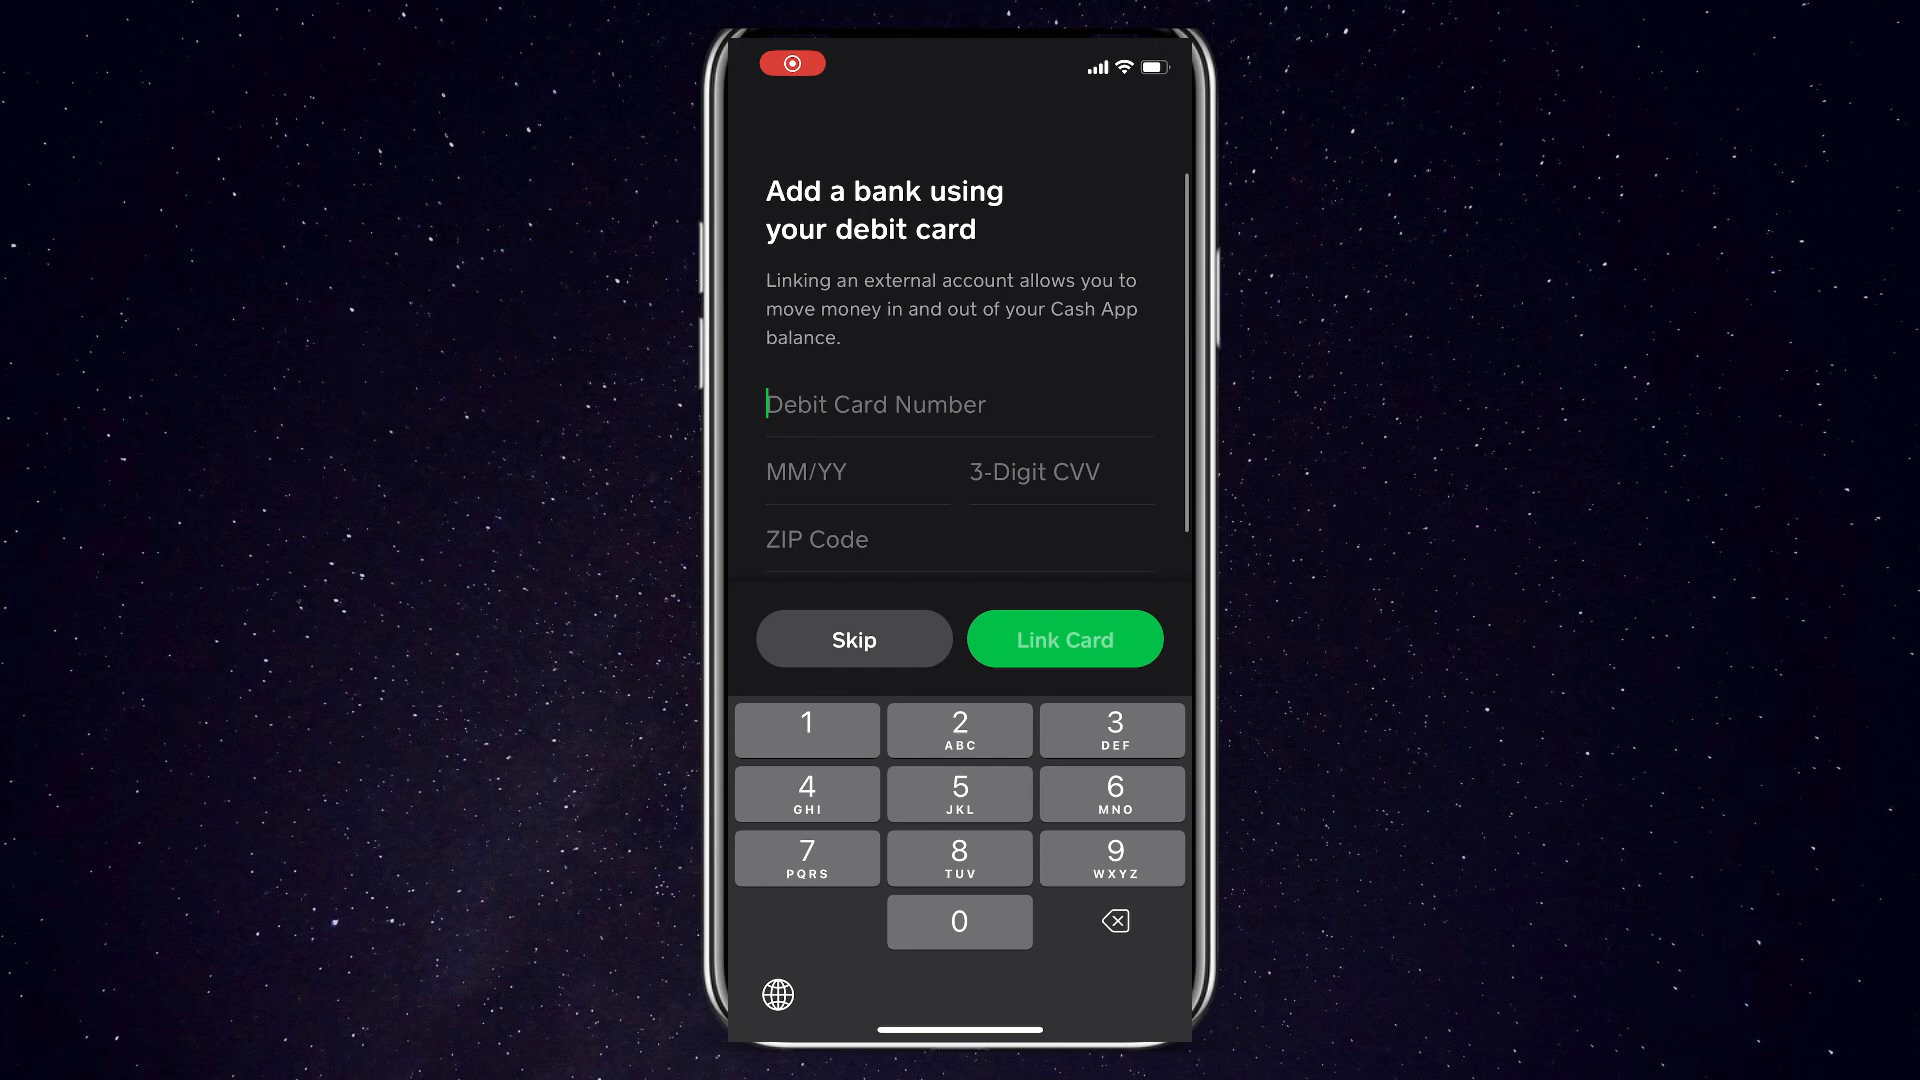 Add a bank using
your debit card
Linking an external account allows you to
move money in and out of your Cash App
balance.
Debit Card Number
MM/YY 3-Digit CVV
ZIP Code
Skip Link Card
1 2 3
ABC DEF
4 5 6
GHI JKL MNO
7 8 9
PQRS TUV WXYZ
0